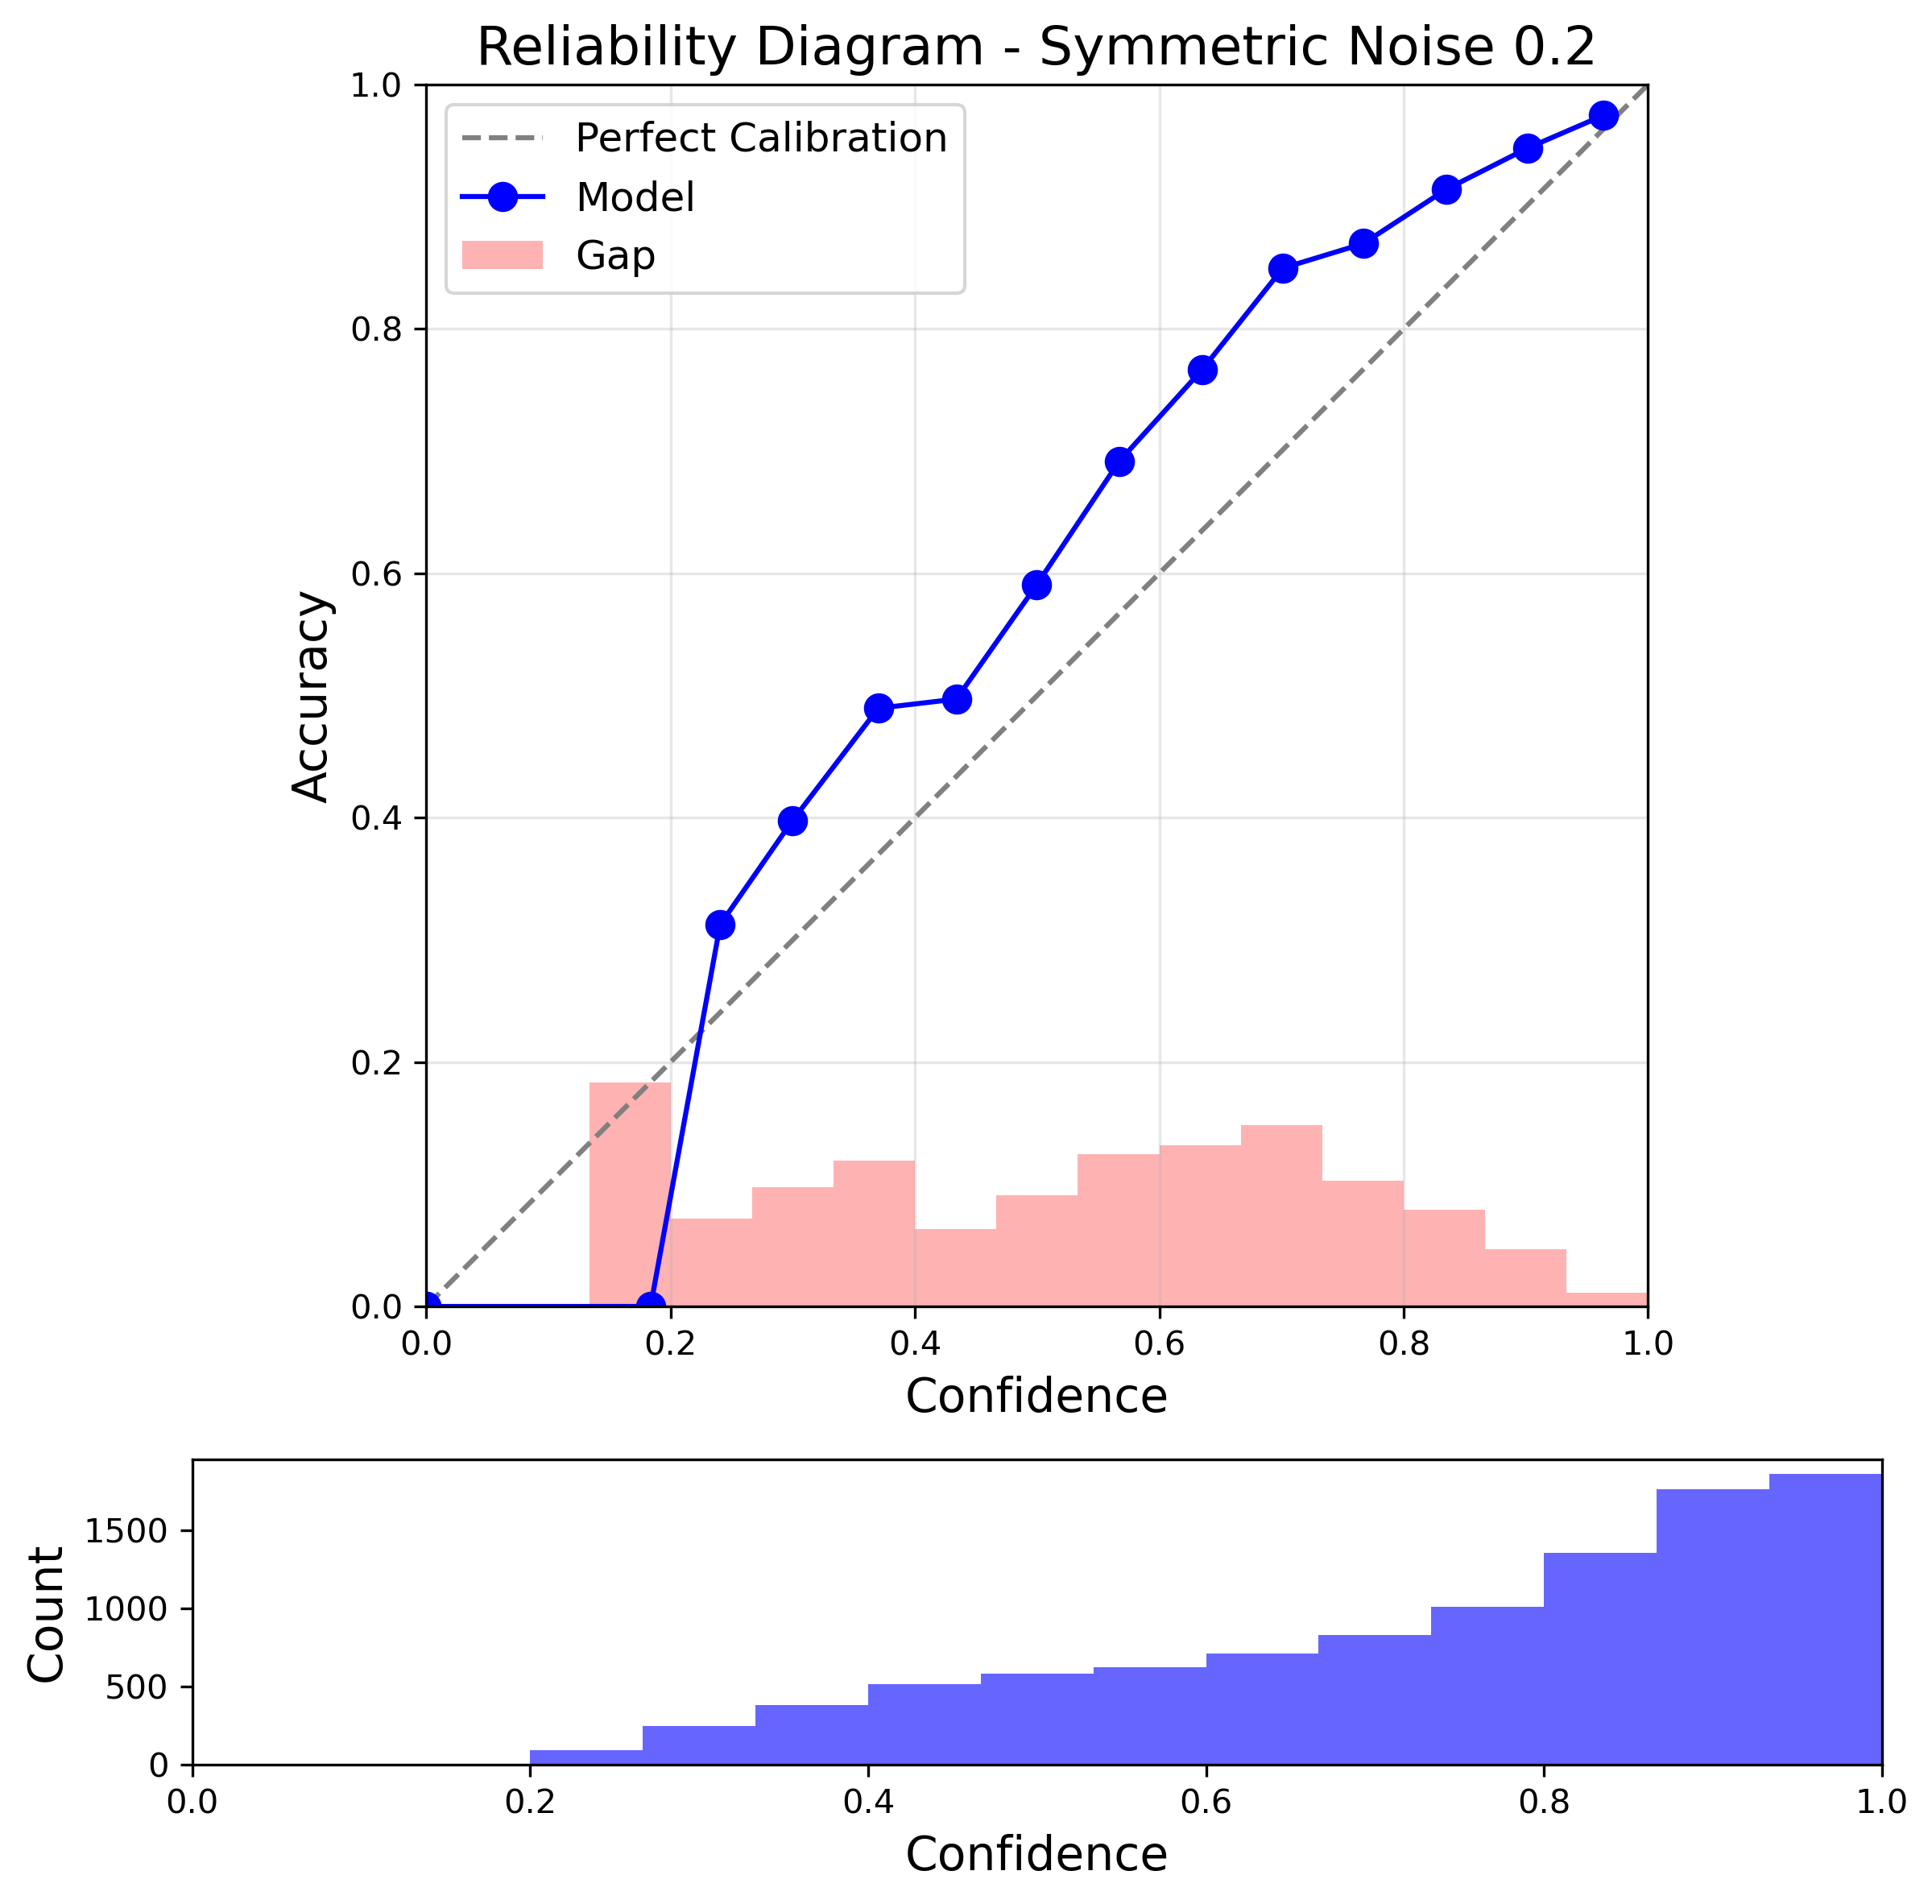 Reliability Diagram - Symmetric Noise 0.2
1.0
0.8
0.6
0.4
0.2
0.0
Accuracy
Perfect Calibration
Model
Gap
0.0 0.2 0.4 0.6 0.8 1.0
Confidence
Count
1500
1000
500
0
0.0 0.2 0.4 0.6 0.8 1.0
Confidence